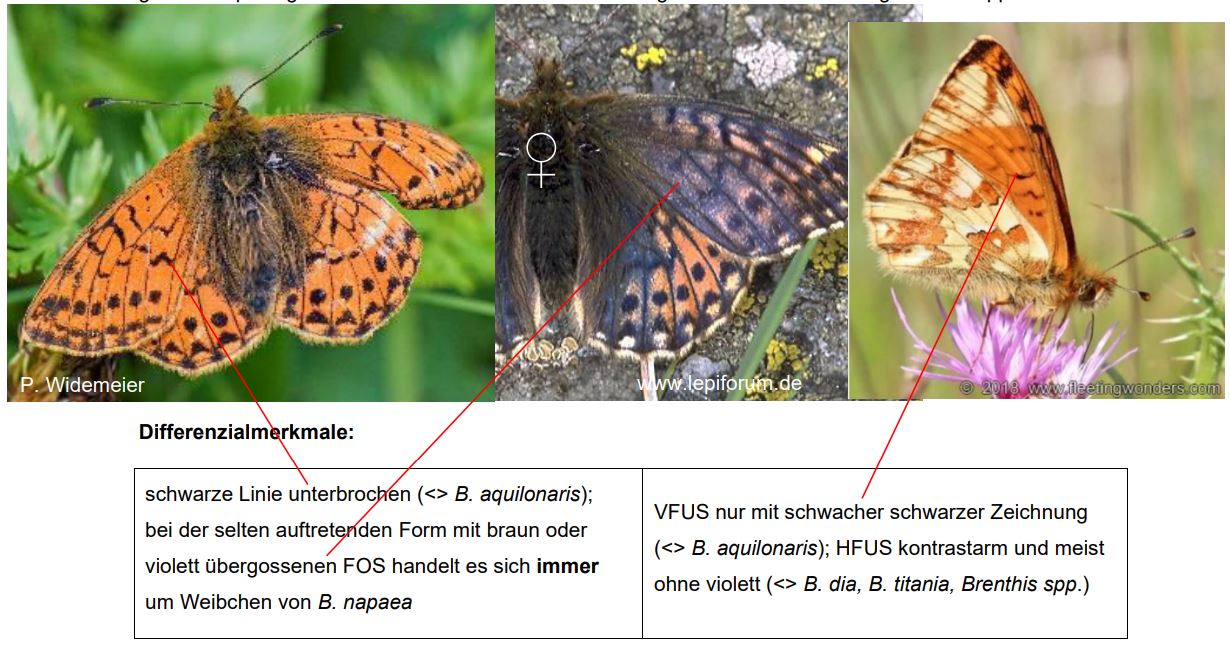 P. Widemeier
♀
www.lepiforum.de
© 2013 www.fleetingwonders.com
Differenzialmerkmale:
schwarze Linie unterbrochen (<> B. aquilonaris);
bei der selten auftretenden Form mit braun oder
violett übergossenen FOS handelt es sich immer
um Weibchen von B. napaea
VFUS nur mit schwacher schwarzer Zeichnung
(<> B. aquilonaris); HFUS kontrastarm und meist
ohne violett (<> B. dia, B. titania, Brenthis spp.)